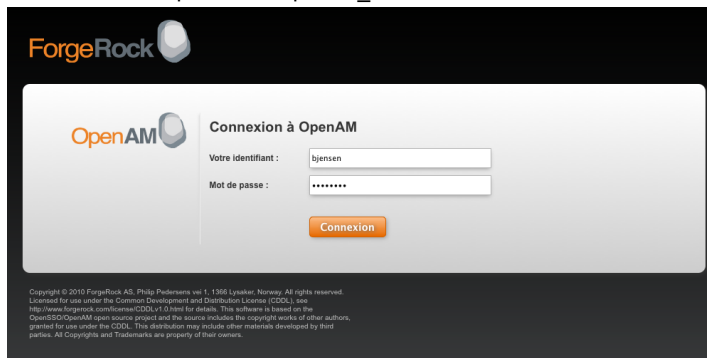 ForgeRock
OpenAM
Connexion à OpenAM
Votre identifiant :
bjensen
Mot de passe :
••••••••
Connexion
Copyright © 2010 ForgeRock AS, Philip Pedersens vei 1, 1366 Lysaker, Norway. All rights reserved.
Licensed for use under the Common Development and Distribution License (CDDL), see
http://www.forgerock.com/license/CDDLv1.0.html for details. This software is based on the
OpenSSO/OpenAM open source project and the source includes the copyright works of other authors,
granted for use under the CDDL. This distribution may include other materials developed by third
parties. All Copyrights and Trademarks are property of their owners.